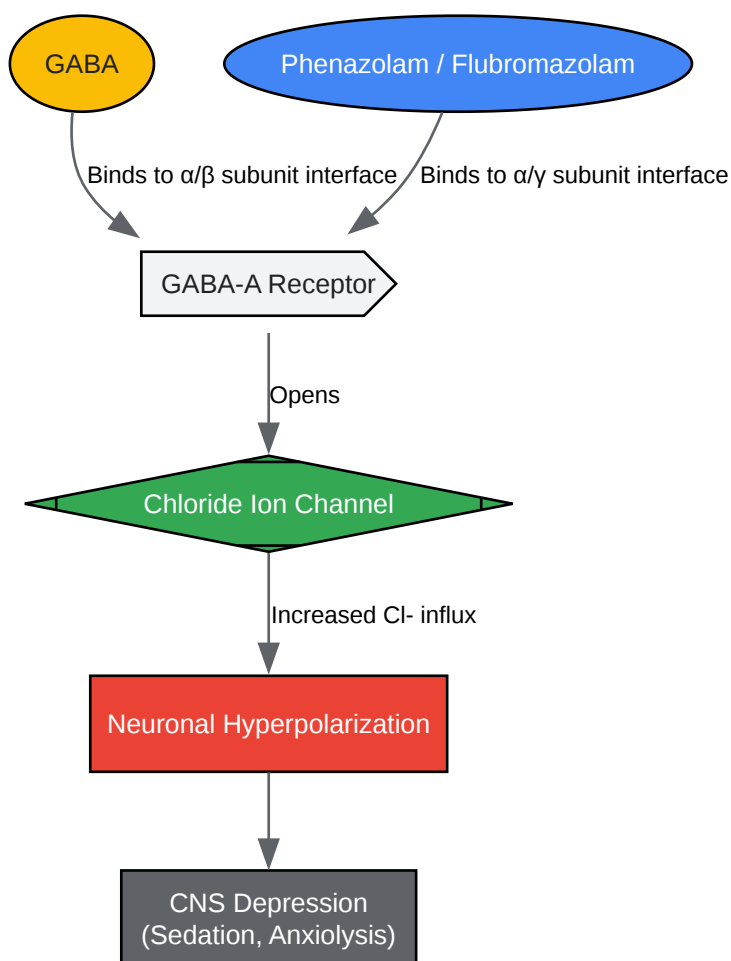 GABA
Phenazolam / Flubromazolam
Binds to α/β subunit interface
Binds to α/γ subunit interface
GABA-A Receptor
Opens
Chloride Ion Channel
Increased Cl- influx
Neuronal Hyperpolarization
CNS Depression
(Sedation, Anxiolysis)